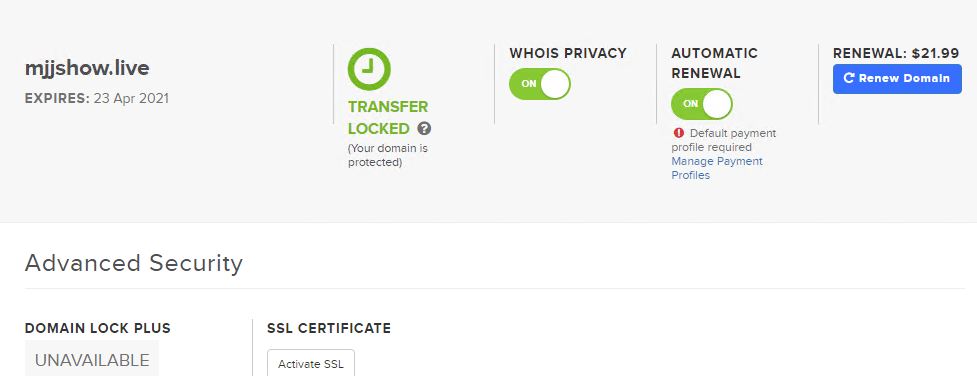 mjjshow.live
EXPIRES: 23 Apr 2021
TRANSFER
LOCKED ?
(Your domain is
protected)
WHOIS PRIVACY
ON
AUTOMATIC
RENEWAL
ON
! Default payment
profile required
Manage Payment
Profiles
RENEWAL: $21.99
Renew Domain
Advanced Security
DOMAIN LOCK PLUS
UNAVAILABLE
SSL CERTIFICATE
Activate SSL